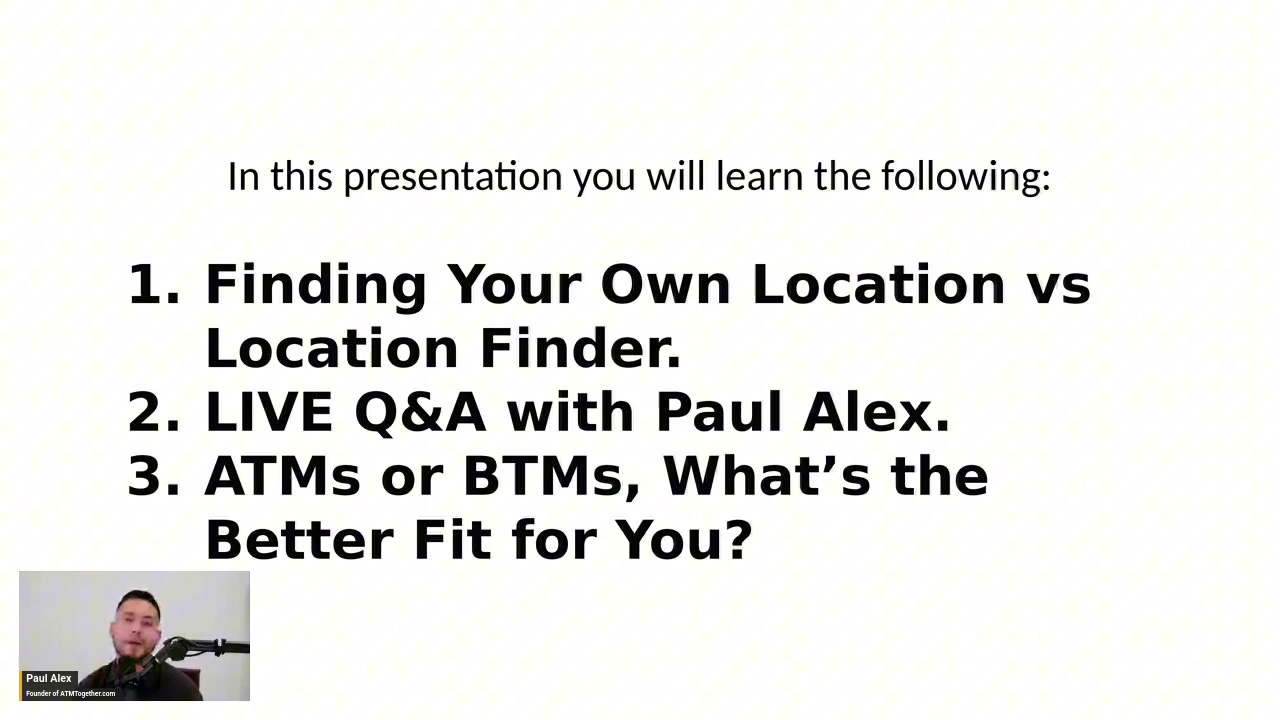 In this presentation you will learn the following:
1. Finding Your Own Location vs
Location Finder.
2. LIVE Q&A with Paul Alex.
3. ATMs or BTMs, What’s the
Better Fit for You?
Paul Alex
Founder of ATMTogether.com